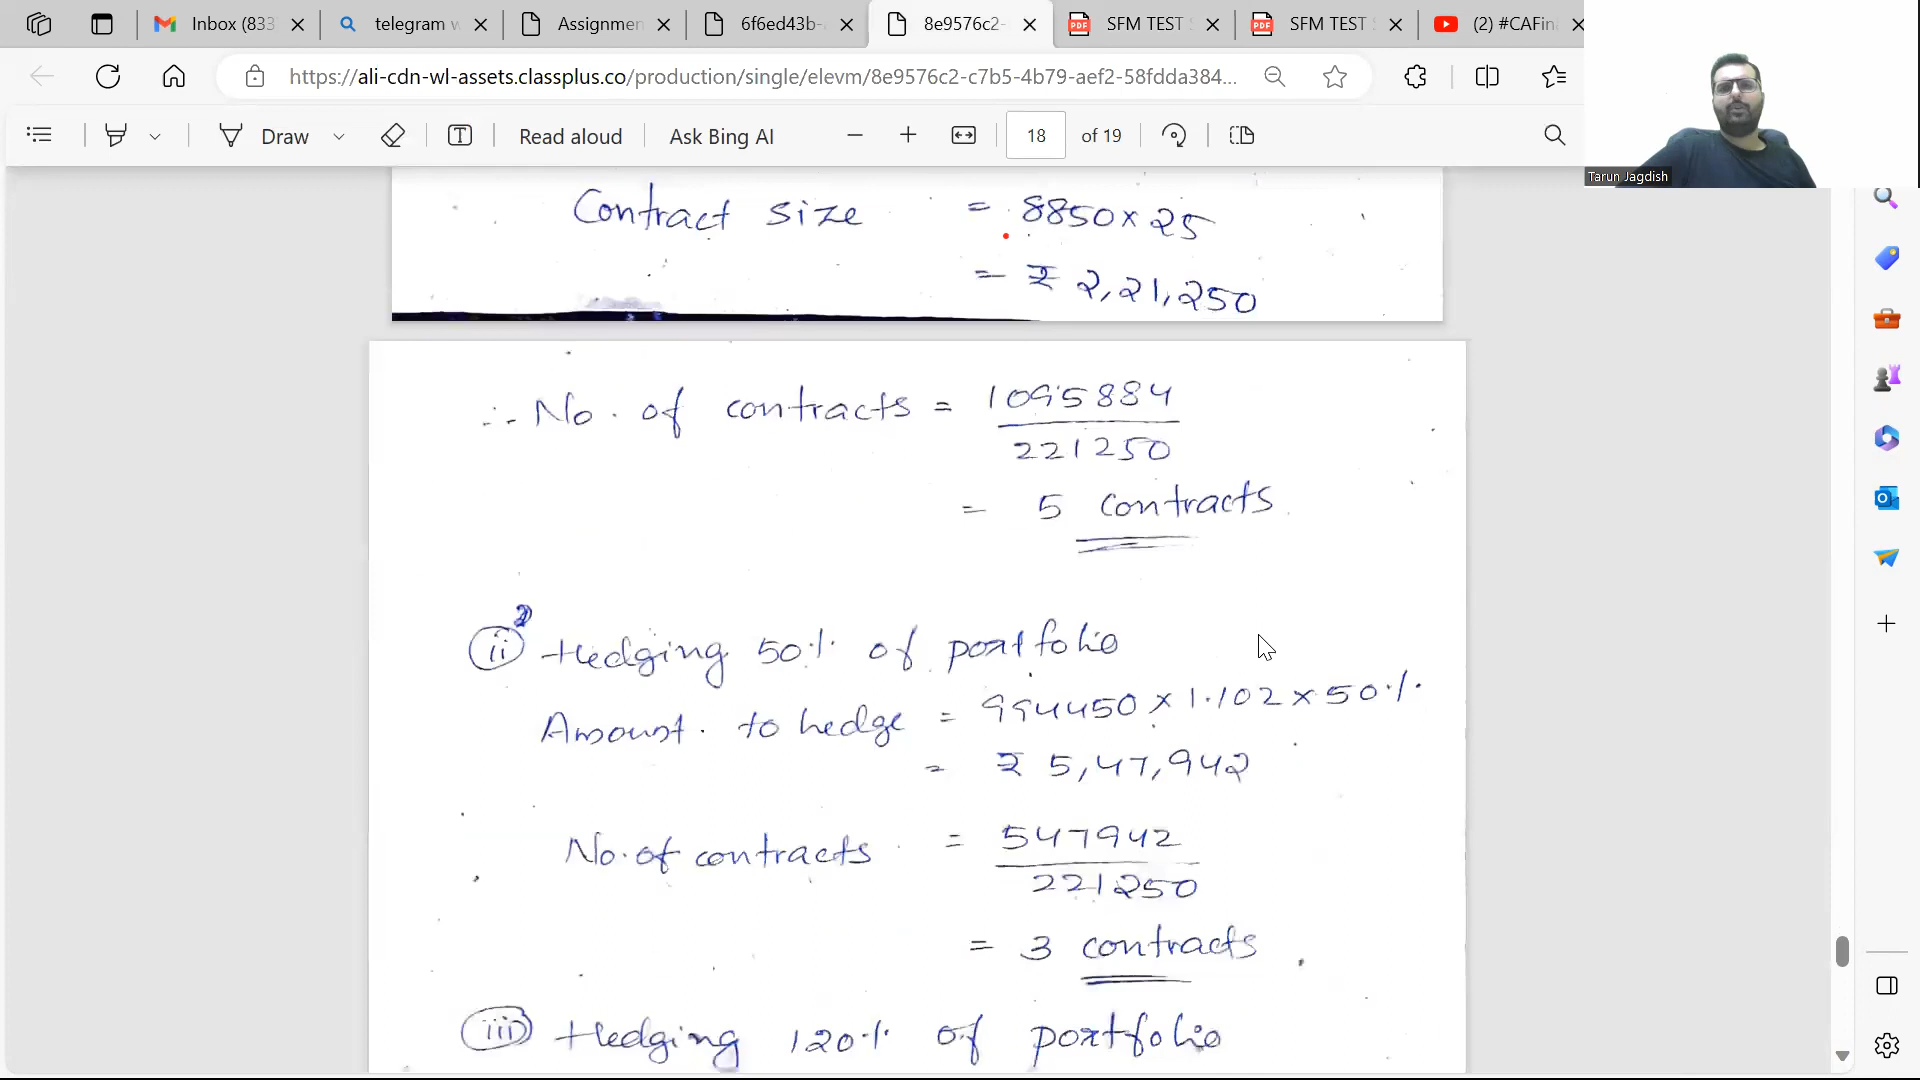 Inbox (833
telegram w
Assignmen
6f6ed43b-
8e9576c2-
SFM TEST S
SFM TEST S
(2) #CAFin
https://ali-cdn-wl-assets.classplus.co/production/single/elevm/8e9576c2-c7b5-4b79-aef2-58fdda384...
Draw
Read aloud
Ask Bing AI
18 of 19
Tarun Jagdish
Contract size = 8850 x 25
= ₹ 2,21,250
∴ No. of contracts = 1095884
221250
= 5 contracts
(ii) Hedging 50% of portfolio
Amount to hedge = 994450 x 1.102 x 50%
= ₹ 5,47,942
No. of contracts = 547942
221250
= 3 contracts
(iii) Hedging 120% of portfolio